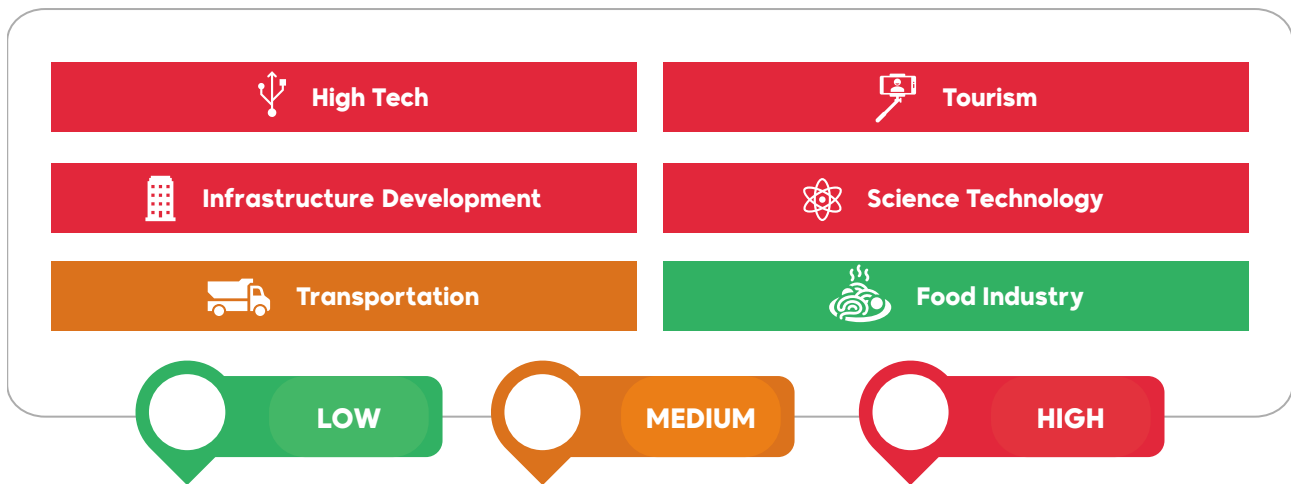 High Tech
Tourism
Infrastructure Development
Science Technology
Transportation
Food Industry
LOW
MEDIUM
HIGH